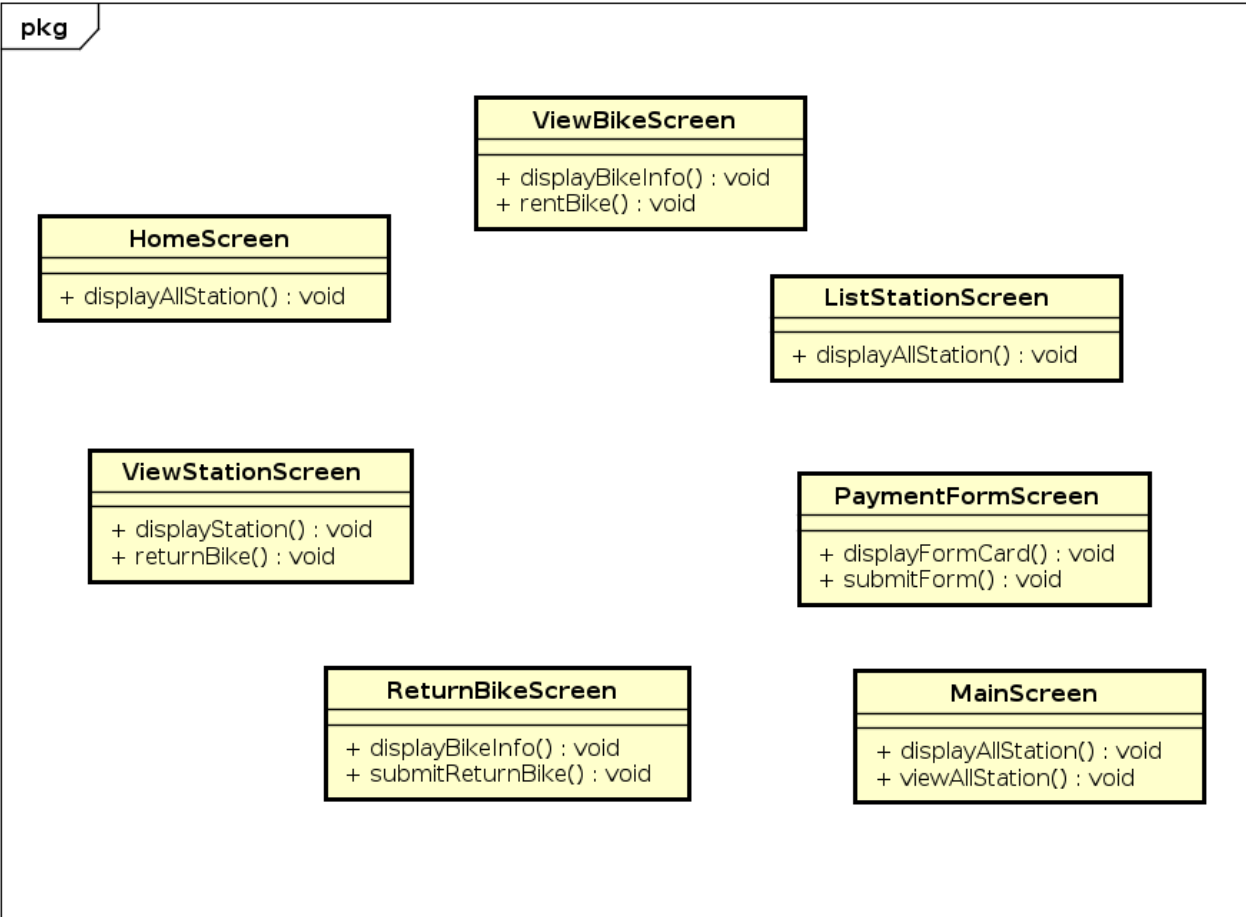 pkg
ViewBikeScreen
+ displayBikeInfo() : void
+ rentBike() : void
HomeScreen
+ displayAllStation() : void
ListStationScreen
+ displayAllStation() : void
ViewStationScreen
+ displayStation() : void
+ returnBike() : void
PaymentFormScreen
+ displayFormCard() : void
+ submitForm() : void
ReturnBikeScreen
+ displayBikeInfo() : void
+ submitReturnBike() : void
MainScreen
+ displayAllStation() : void
+ viewAllStation() : void